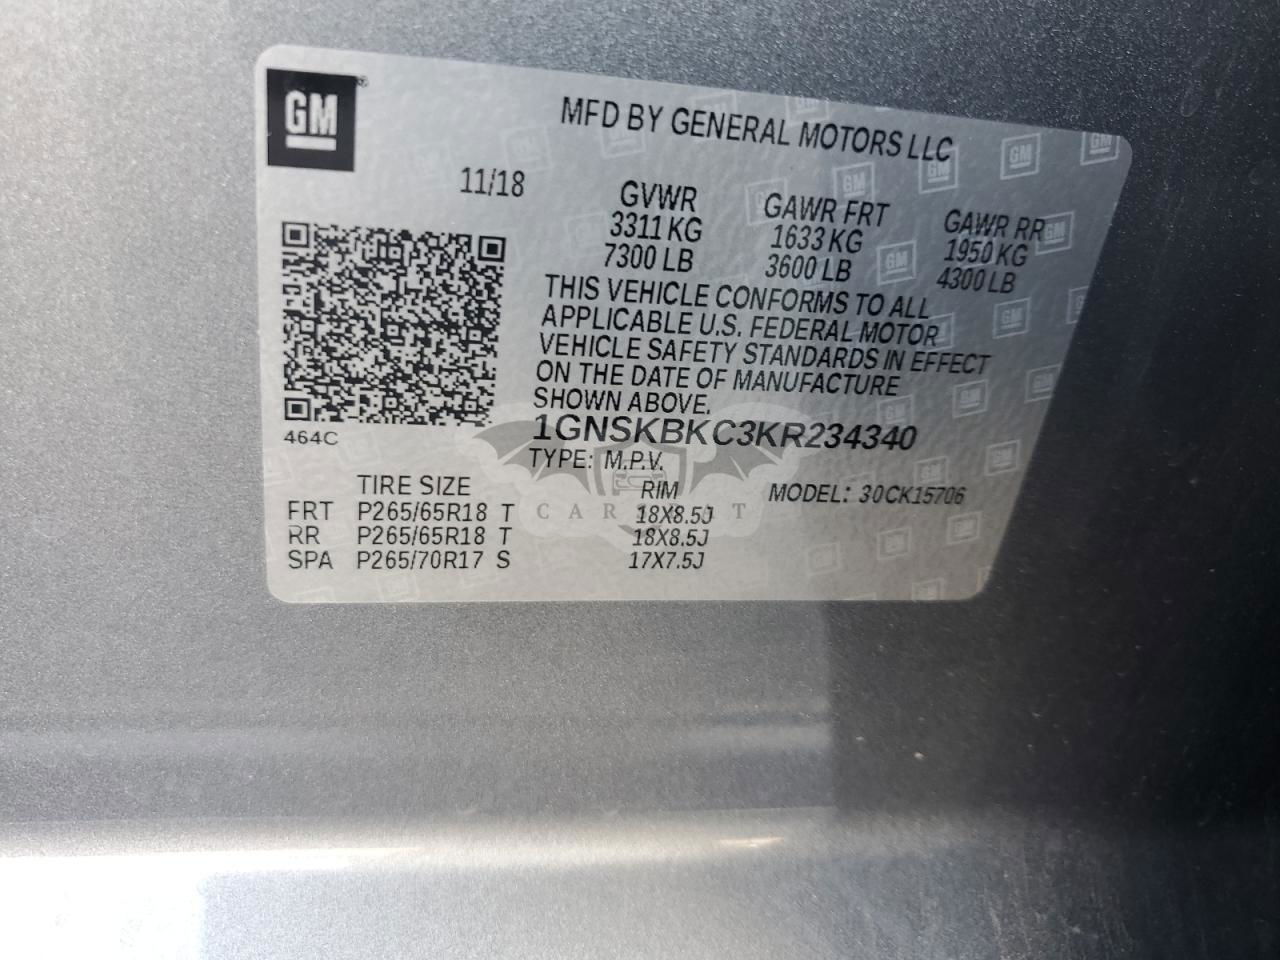 GM
MFD BY GENERAL MOTORS LLC
11/18
GVWR GAWR FRT GAWR RR
3311 KG 1633 KG 1950 KG
7300 LB 3600 LB 4300 LB
THIS VEHICLE CONFORMS TO ALL
APPLICABLE U.S. FEDERAL MOTOR
VEHICLE SAFETY STANDARDS IN EFFECT
ON THE DATE OF MANUFACTURE
SHOWN ABOVE.
464C
1GNSKBKC3KR234340
TYPE: M.P.V.
MODEL: 30CK15706
TIRE SIZE RIM
FRT P265/65R18 T 18X8.5J
RR P265/65R18 T 18X8.5J
SPA P265/70R17 S 17X7.5J